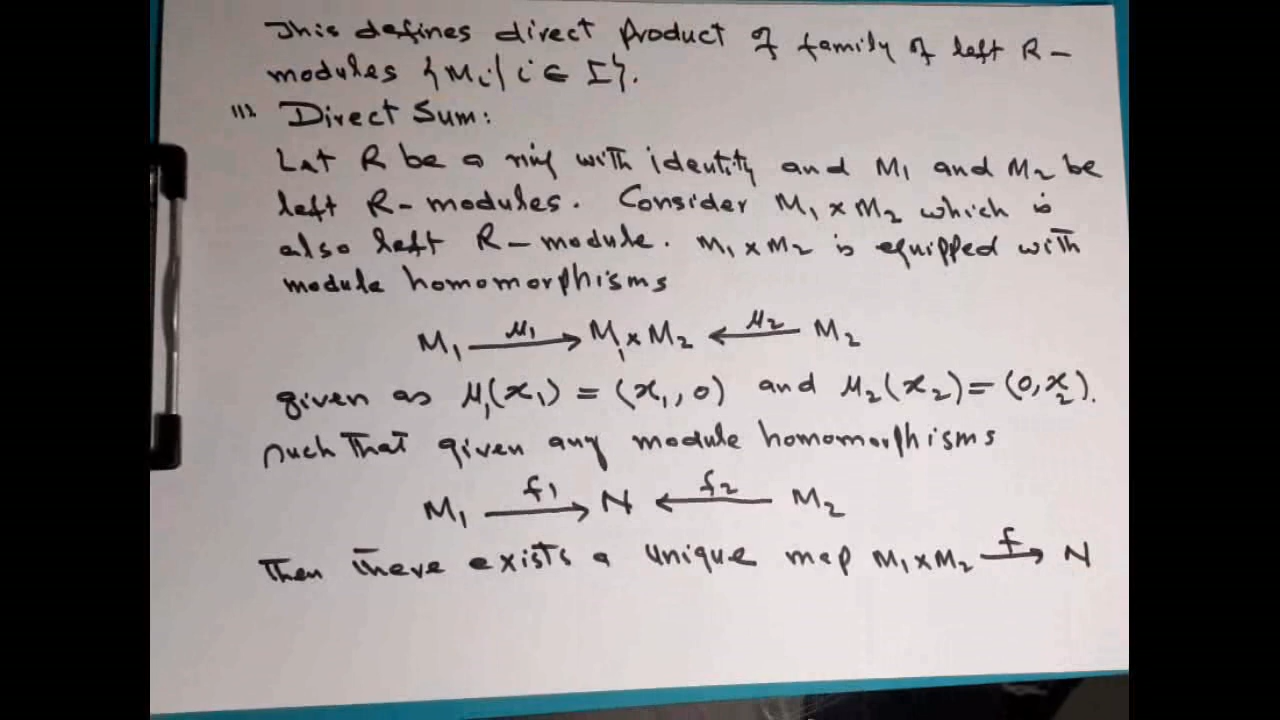 This defines direct product of family of left R-
modules {Mi / i ∈ I}.
111) Direct Sum:
Let R be a ring with identity and M₁ and M₂ be
left R-modules. Consider M₁ × M₂ which is
also left R-module. M₁ × M₂ is equipped with
module homomorphisms
M₁ —μ₁→ M₁ × M₂ ←μ₂— M₂
given as μ₁(x₁) = (x₁, 0) and μ₂(x₂) = (0, x₂).
such that given any module homomorphisms
M₁ —f₁→ N ←f₂— M₂
Then there exists a unique map M₁ × M₂ —f→ N